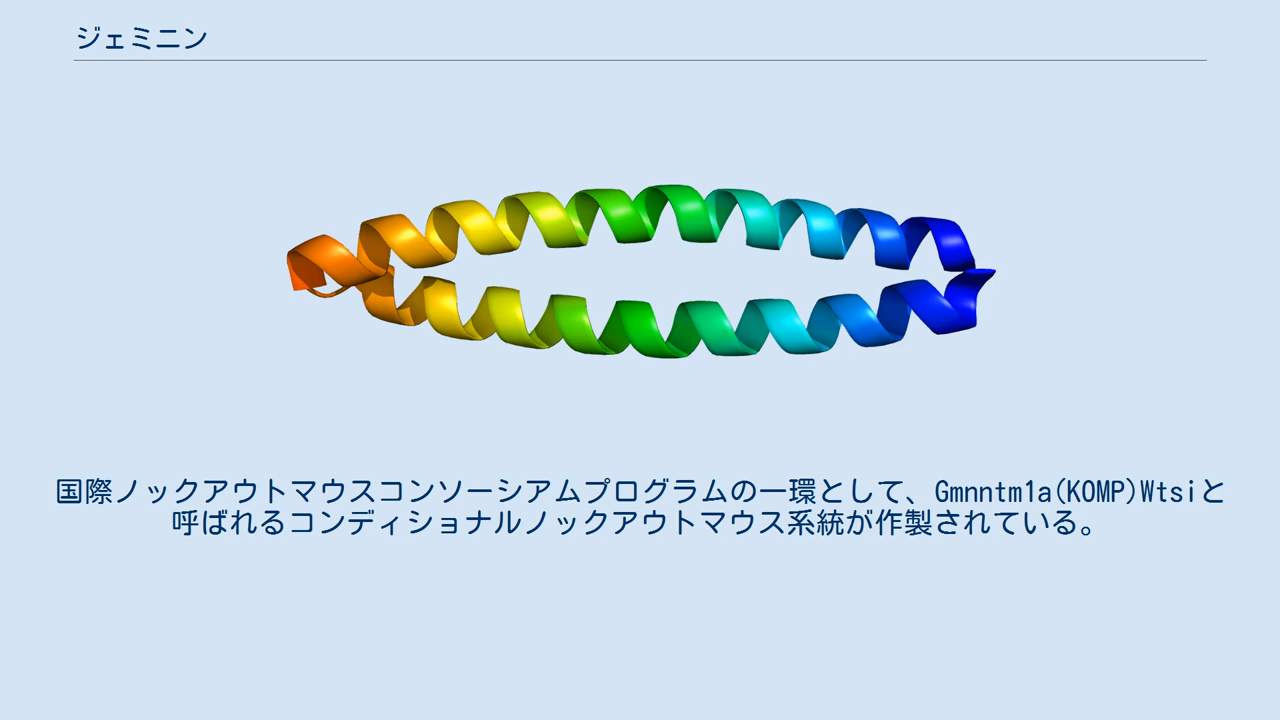 ジェミニン
国際ノックアウトマウスコンソーシアムプログラムの一環として、Gmnntm1a(KOMP)Wtsiと
呼ばれるコンディショナルノックアウトマウス系統が作製されている。